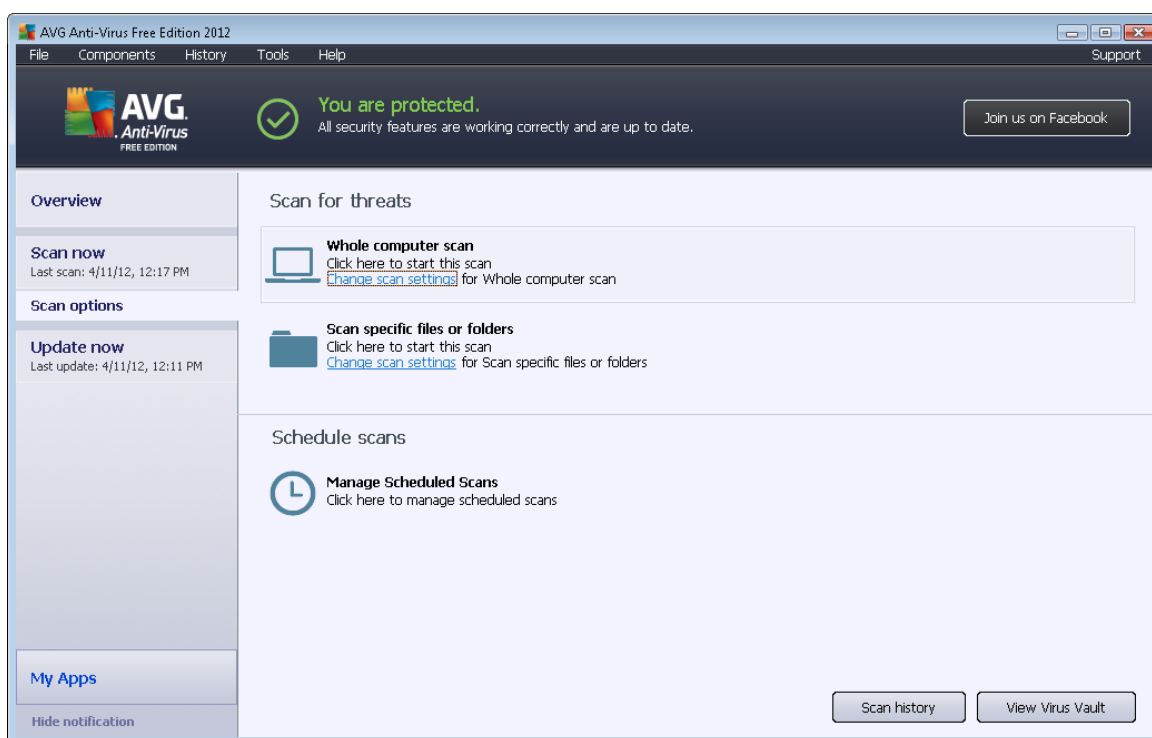 AVG Anti-Virus Free Edition 2012
File Components History Tools Help Support
AVG.
Anti-Virus
FREE EDITION
You are protected.
All security features are working correctly and are up to date.
Join us on Facebook
Overview
Scan now
Last scan: 4/11/12, 12:17 PM
Scan options
Update now
Last update: 4/11/12, 12:11 PM
My Apps
Hide notification
Scan for threats
Whole computer scan
Click here to start this scan
Change scan settings for Whole computer scan
Scan specific files or folders
Click here to start this scan
Change scan settings for Scan specific files or folders
Schedule scans
Manage Scheduled Scans
Click here to manage scheduled scans
Scan history
View Virus Vault